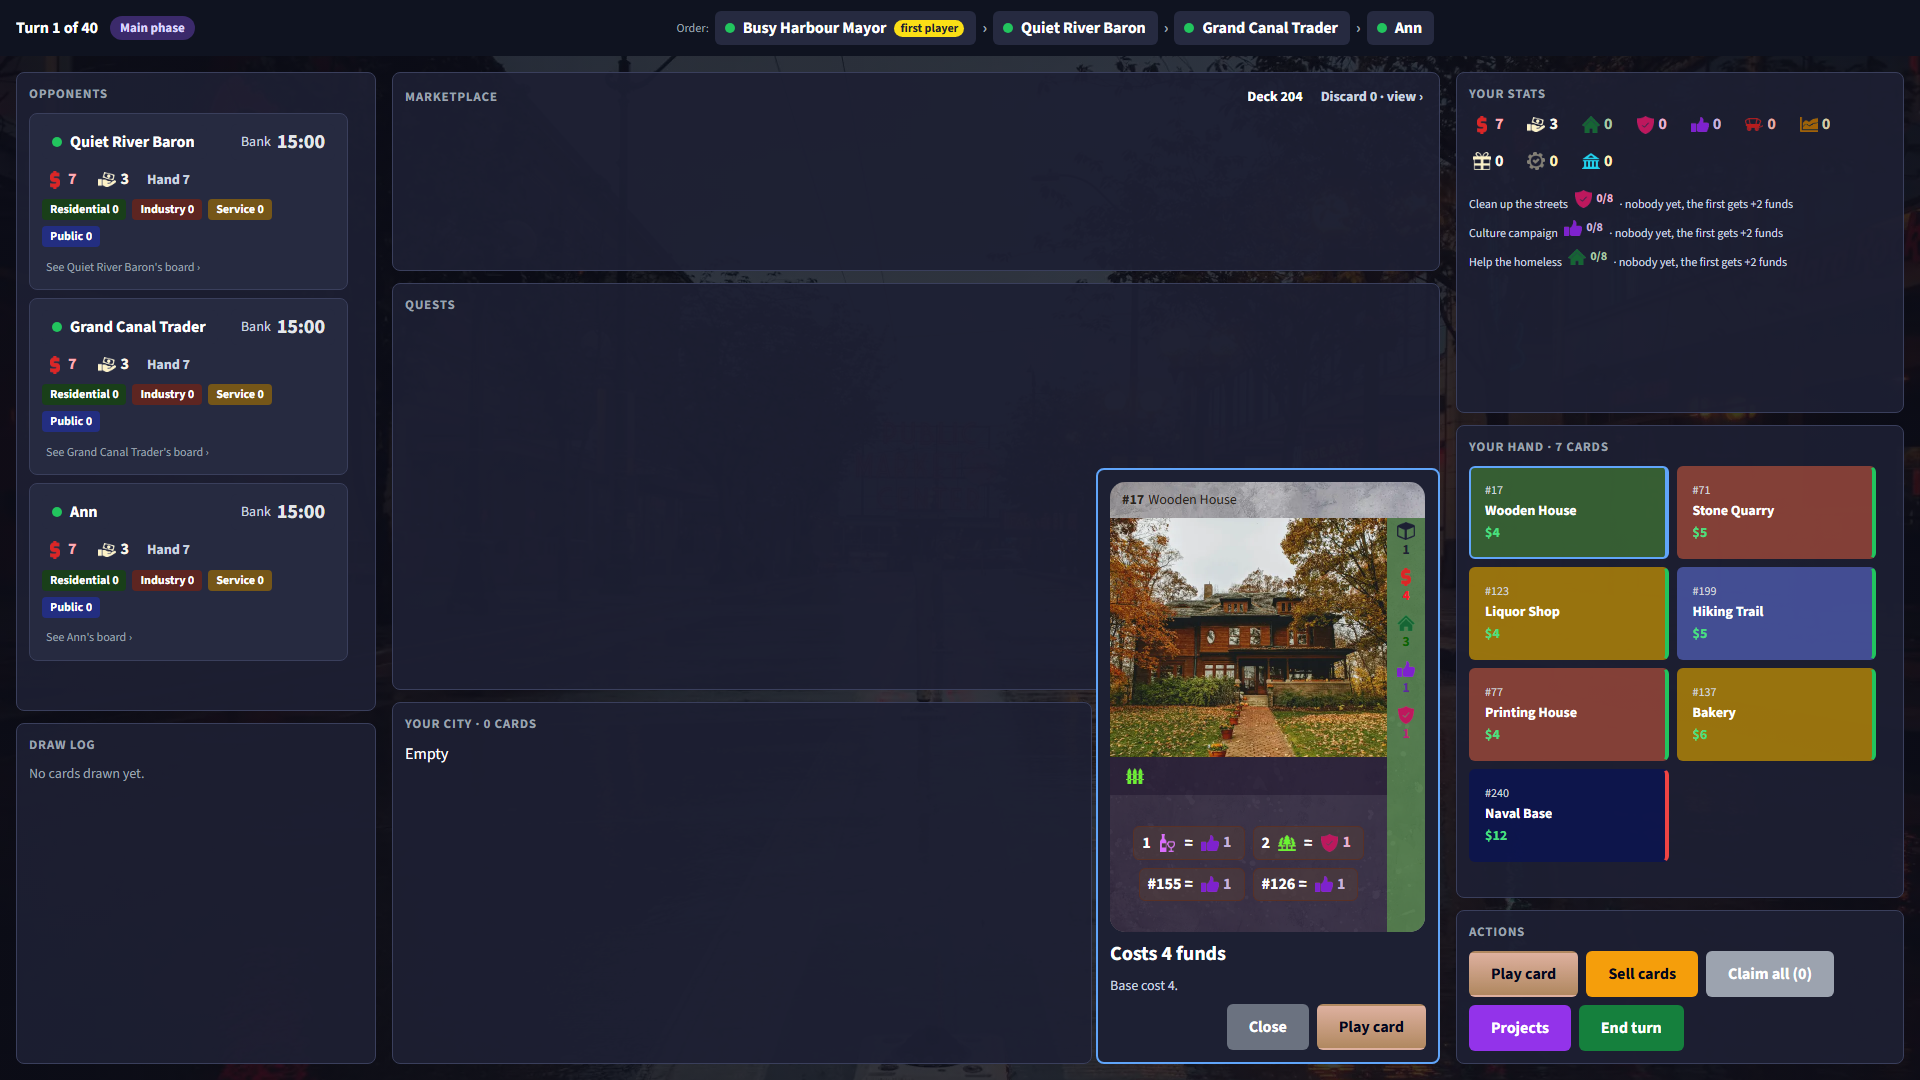 Turn 1 of 40 Main phase
Order: Busy Harbour Mayor first player › Quiet River Baron › Grand Canal Trader › Ann
OPPONENTS
Quiet River Baron Bank 15:00
7 3 Hand 7
Residential 0 Industry 0 Service 0
Public 0
See Quiet River Baron's board ›
Grand Canal Trader Bank 15:00
7 3 Hand 7
Residential 0 Industry 0 Service 0
Public 0
See Grand Canal Trader's board ›
Ann Bank 15:00
7 3 Hand 7
Residential 0 Industry 0 Service 0
Public 0
See Ann's board ›
DRAW LOG
No cards drawn yet.
MARKETPLACE Deck 204 Discard 0 · view ›
QUESTS
YOUR CITY · 0 CARDS
Empty
#17 Wooden House
1
4
3
1
1
1 = 1 2 = 1
#155 = 1 #126 = 1
Costs 4 funds
Base cost 4.
Close Play card
YOUR STATS
7 3 0 0 0 0 0
0 0 0
Clean up the streets 0/8 · nobody yet, the first gets +2 funds
Culture campaign 0/8 · nobody yet, the first gets +2 funds
Help the homeless 0/8 · nobody yet, the first gets +2 funds
YOUR HAND · 7 CARDS
#17
Wooden House
$4
#71
Stone Quarry
$5
#123
Liquor Shop
$4
#199
Hiking Trail
$5
#77
Printing House
$4
#137
Bakery
$6
#240
Naval Base
$12
ACTIONS
Play card Sell cards Claim all (0)
Projects End turn